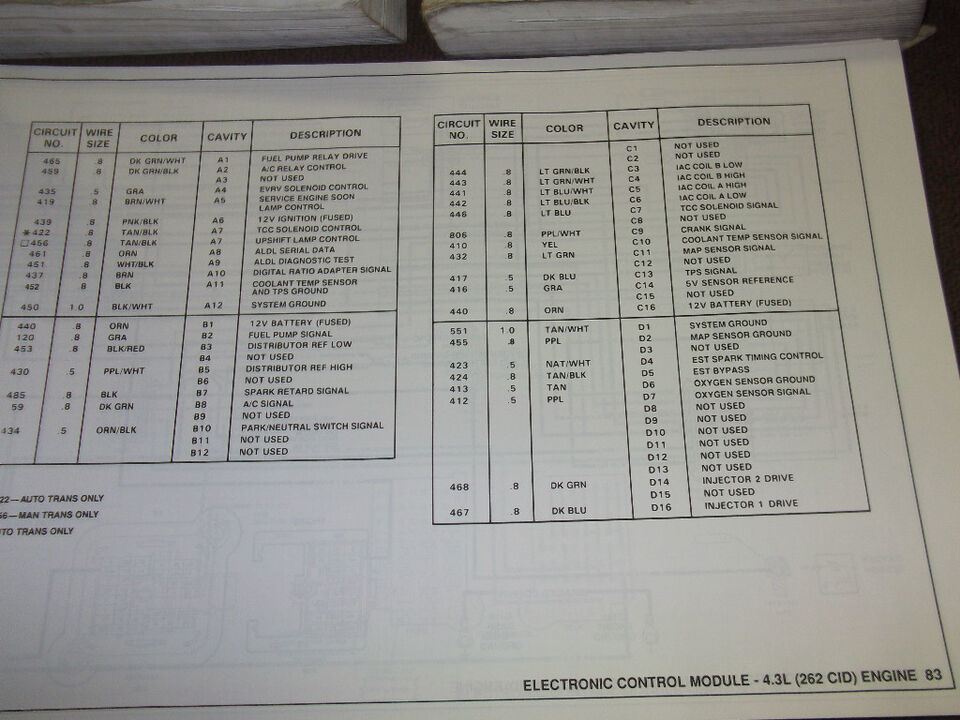 CIRCUIT NO. WIRE SIZE COLOR CAVITY DESCRIPTION
465 .8 DK GRN/WHT A1 FUEL PUMP RELAY DRIVE
459 .8 DK GRN/BLK A2 A/C RELAY CONTROL
A3 NOT USED
435 .5 GRA A4 EVRV SOLENOID CONTROL
419 .8 BRN/WHT A5 SERVICE ENGINE SOON
LAMP CONTROL
439 .8 PNK/BLK A6 12V IGNITION (FUSED)
*422 .8 TAN/BLK A7 TCC SOLENOID CONTROL
□456 .8 TAN/BLK A7 UPSHIFT LAMP CONTROL
461 .8 ORN A8 ALDL SERIAL DATA
451 .8 WHT/BLK A9 ALDL DIAGNOSTIC TEST
437 .8 BRN A10 DIGITAL RATIO ADAPTER SIGNAL
452 .8 BLK A11 COOLANT TEMP SENSOR
AND TPS GROUND
450 1.0 BLK/WHT A12 SYSTEM GROUND
440 .8 ORN B1 12V BATTERY (FUSED)
120 .8 GRA B2 FUEL PUMP SIGNAL
453 .8 BLK/RED B3 DISTRIBUTOR REF LOW
B4 NOT USED
430 .5 PPL/WHT B5 DISTRIBUTOR REF HIGH
B6 NOT USED
485 .8 BLK B7 SPARK RETARD SIGNAL
59 .8 DK GRN B8 A/C SIGNAL
B9 NOT USED
434 .5 ORN/BLK B10 PARK/NEUTRAL SWITCH SIGNAL
B11 NOT USED
B12 NOT USED
22—AUTO TRANS ONLY
56—MAN TRANS ONLY
TO TRANS ONLY
CIRCUIT NO. WIRE SIZE COLOR CAVITY DESCRIPTION
C1 NOT USED
C2 NOT USED
444 .8 LT GRN/BLK C3 IAC COIL B LOW
443 .8 LT GRN/WHT C4 IAC COIL B HIGH
441 .8 LT BLU/WHT C5 IAC COIL A HIGH
442 .8 LT BLU/BLK C6 IAC COIL A LOW
446 .8 LT BLU C7 TCC SOLENOID SIGNAL
C8 NOT USED
806 .8 PPL/WHT C9 CRANK SIGNAL
410 .8 YEL C10 COOLANT TEMP SENSOR SIGNAL
432 .8 LT GRN C11 MAP SENSOR SIGNAL
C12 NOT USED
417 .5 DK BLU C13 TPS SIGNAL
416 .5 GRA C14 5V SENSOR REFERENCE
C15 NOT USED
440 .8 ORN C16 12V BATTERY (FUSED)
551 1.0 TAN/WHT D1 SYSTEM GROUND
455 .8 PPL D2 MAP SENSOR GROUND
D3 NOT USED
423 .5 NAT/WHT D4 EST SPARK TIMING CONTROL
424 .8 TAN/BLK D5 EST BYPASS
413 .5 TAN D6 OXYGEN SENSOR GROUND
412 .5 PPL D7 OXYGEN SENSOR SIGNAL
D8 NOT USED
D9 NOT USED
D10 NOT USED
D11 NOT USED
D12 NOT USED
D13 NOT USED
468 .8 DK GRN D14 INJECTOR 2 DRIVE
D15 NOT USED
467 .8 DK BLU D16 INJECTOR 1 DRIVE
ELECTRONIC CONTROL MODULE - 4.3L (262 CID) ENGINE 83